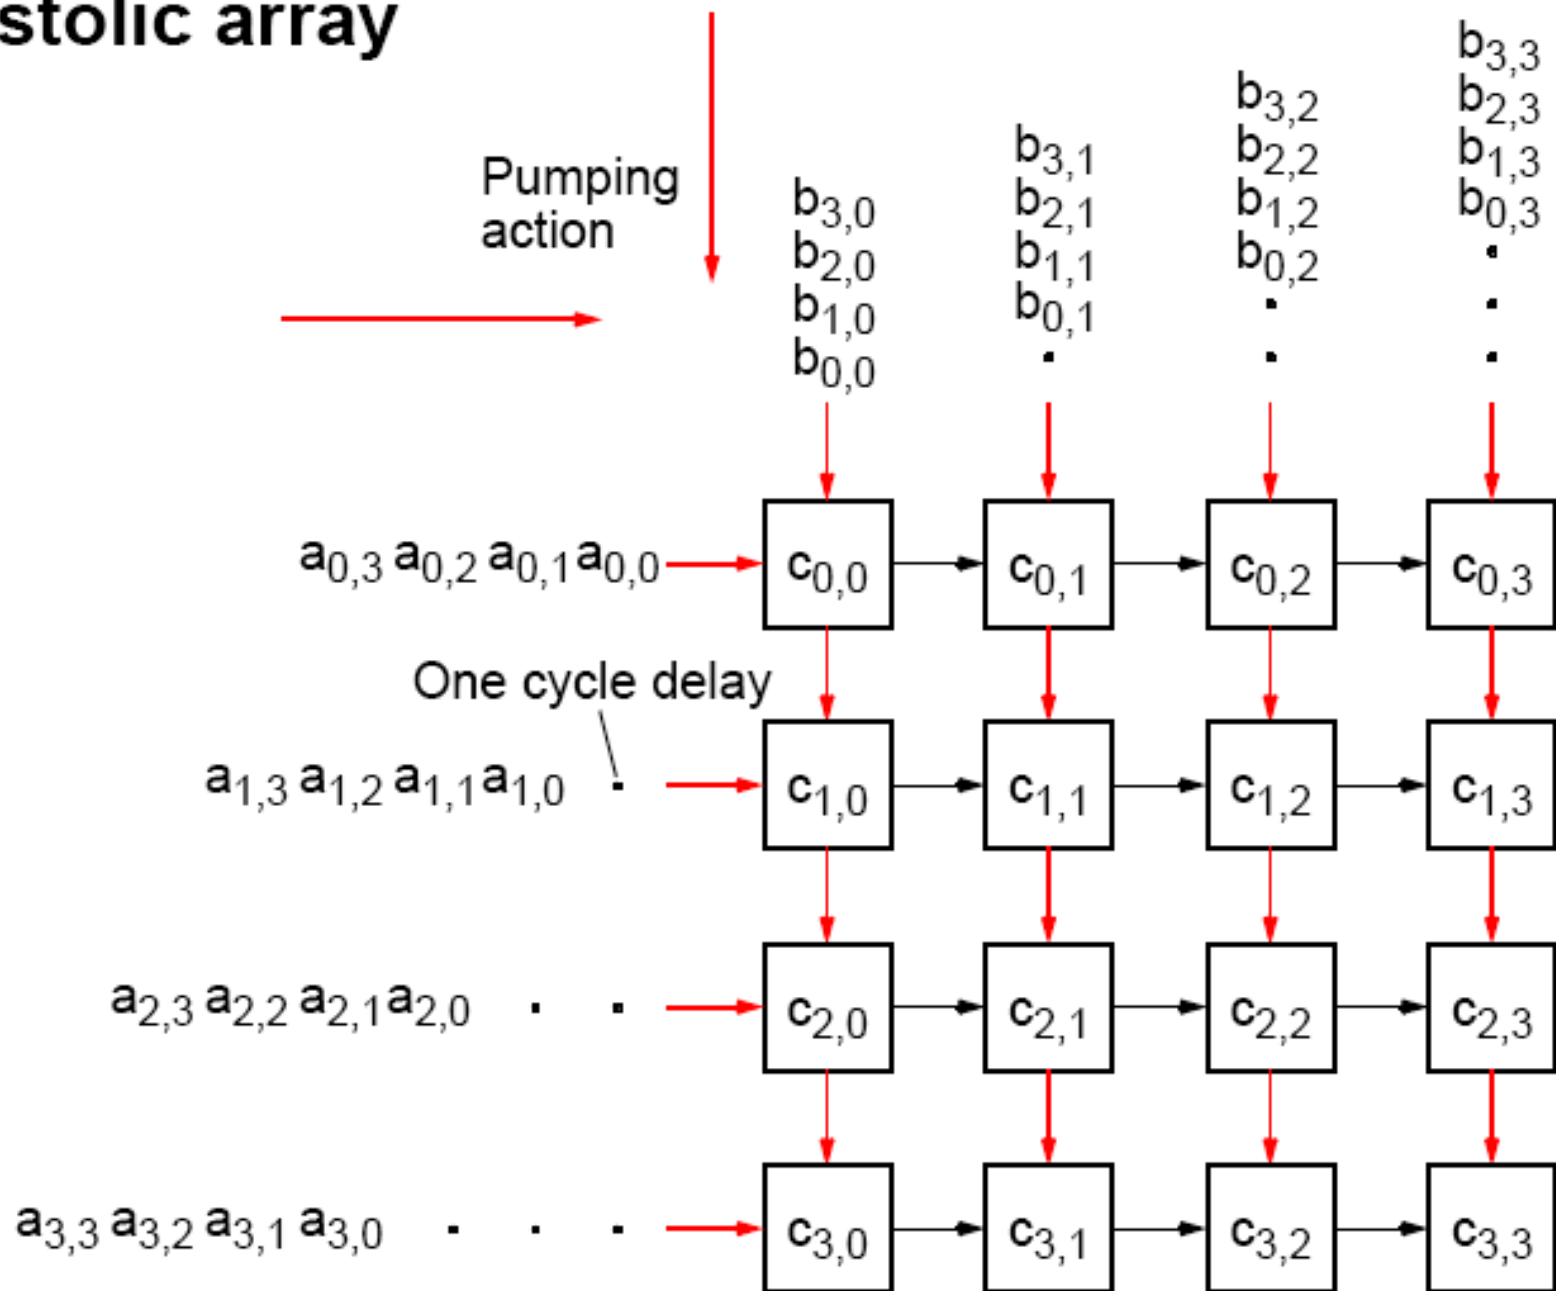 stolic array
Pumping
action
b3,0
b2,0
b1,0
b0,0
b3,1
b2,1
b1,1
b0,1
.
b3,2
b2,2
b1,2
b0,2
.
.
b3,3
b2,3
b1,3
b0,3
.
.
.
a0,3 a0,2 a0,1 a0,0
c0,0 c0,1 c0,2 c0,3
One cycle delay
a1,3 a1,2 a1,1 a1,0 .
c1,0 c1,1 c1,2 c1,3
a2,3 a2,2 a2,1 a2,0 . .
c2,0 c2,1 c2,2 c2,3
a3,3 a3,2 a3,1 a3,0 . . .
c3,0 c3,1 c3,2 c3,3